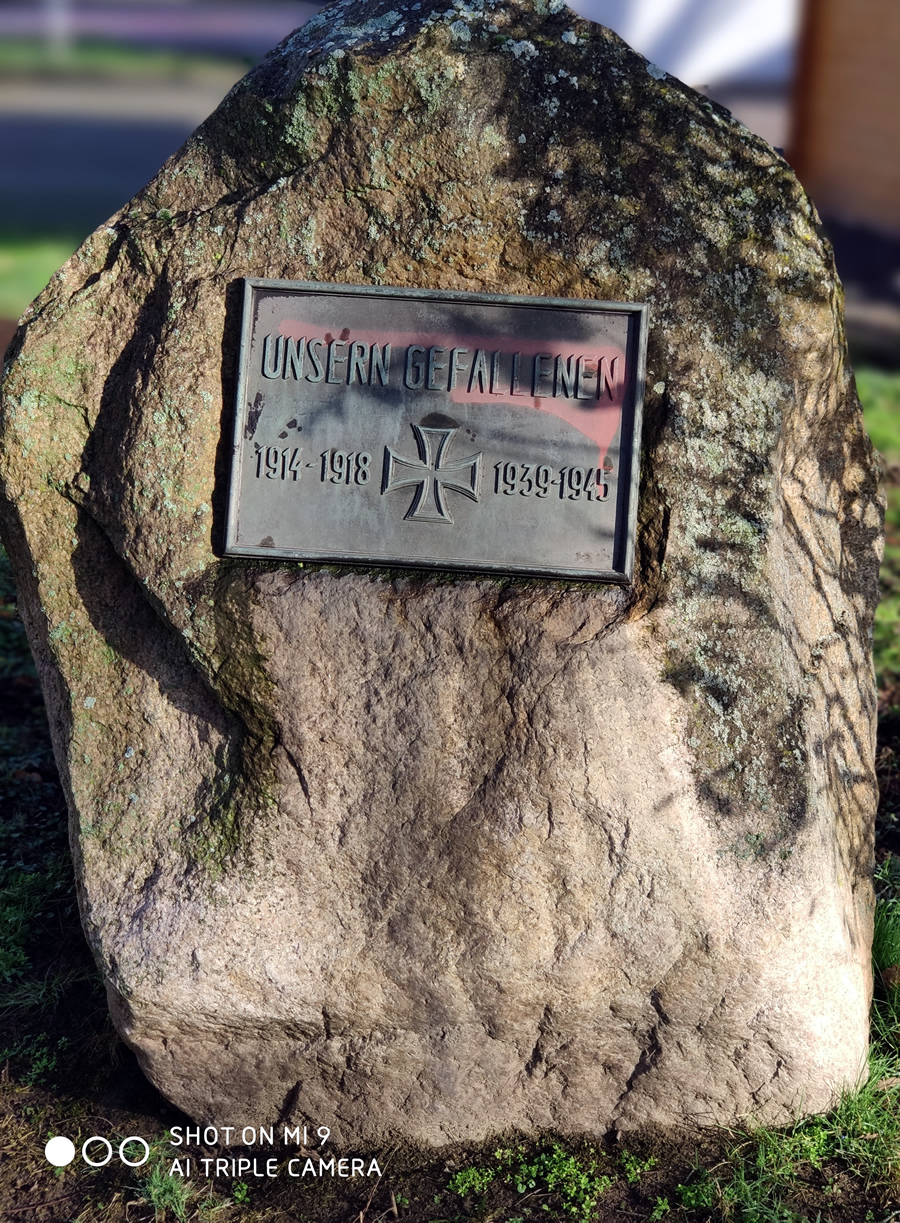 UNSERN GEFALLENEN
1914-1918 1939-1945
SHOT ON MI 9
AI TRIPLE CAMERA